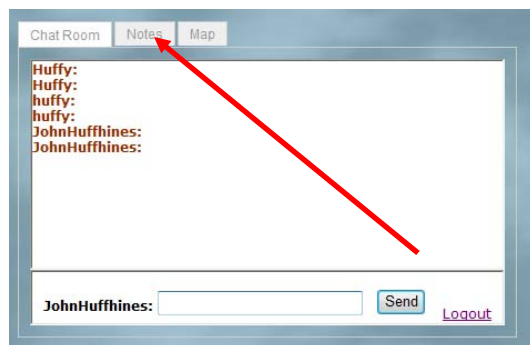 Chat Room Notes Map
Huffy:
Huffy:
huffy:
huffy:
JohnHuffhines:
JohnHuffhines:
JohnHuffhines: Send Logout